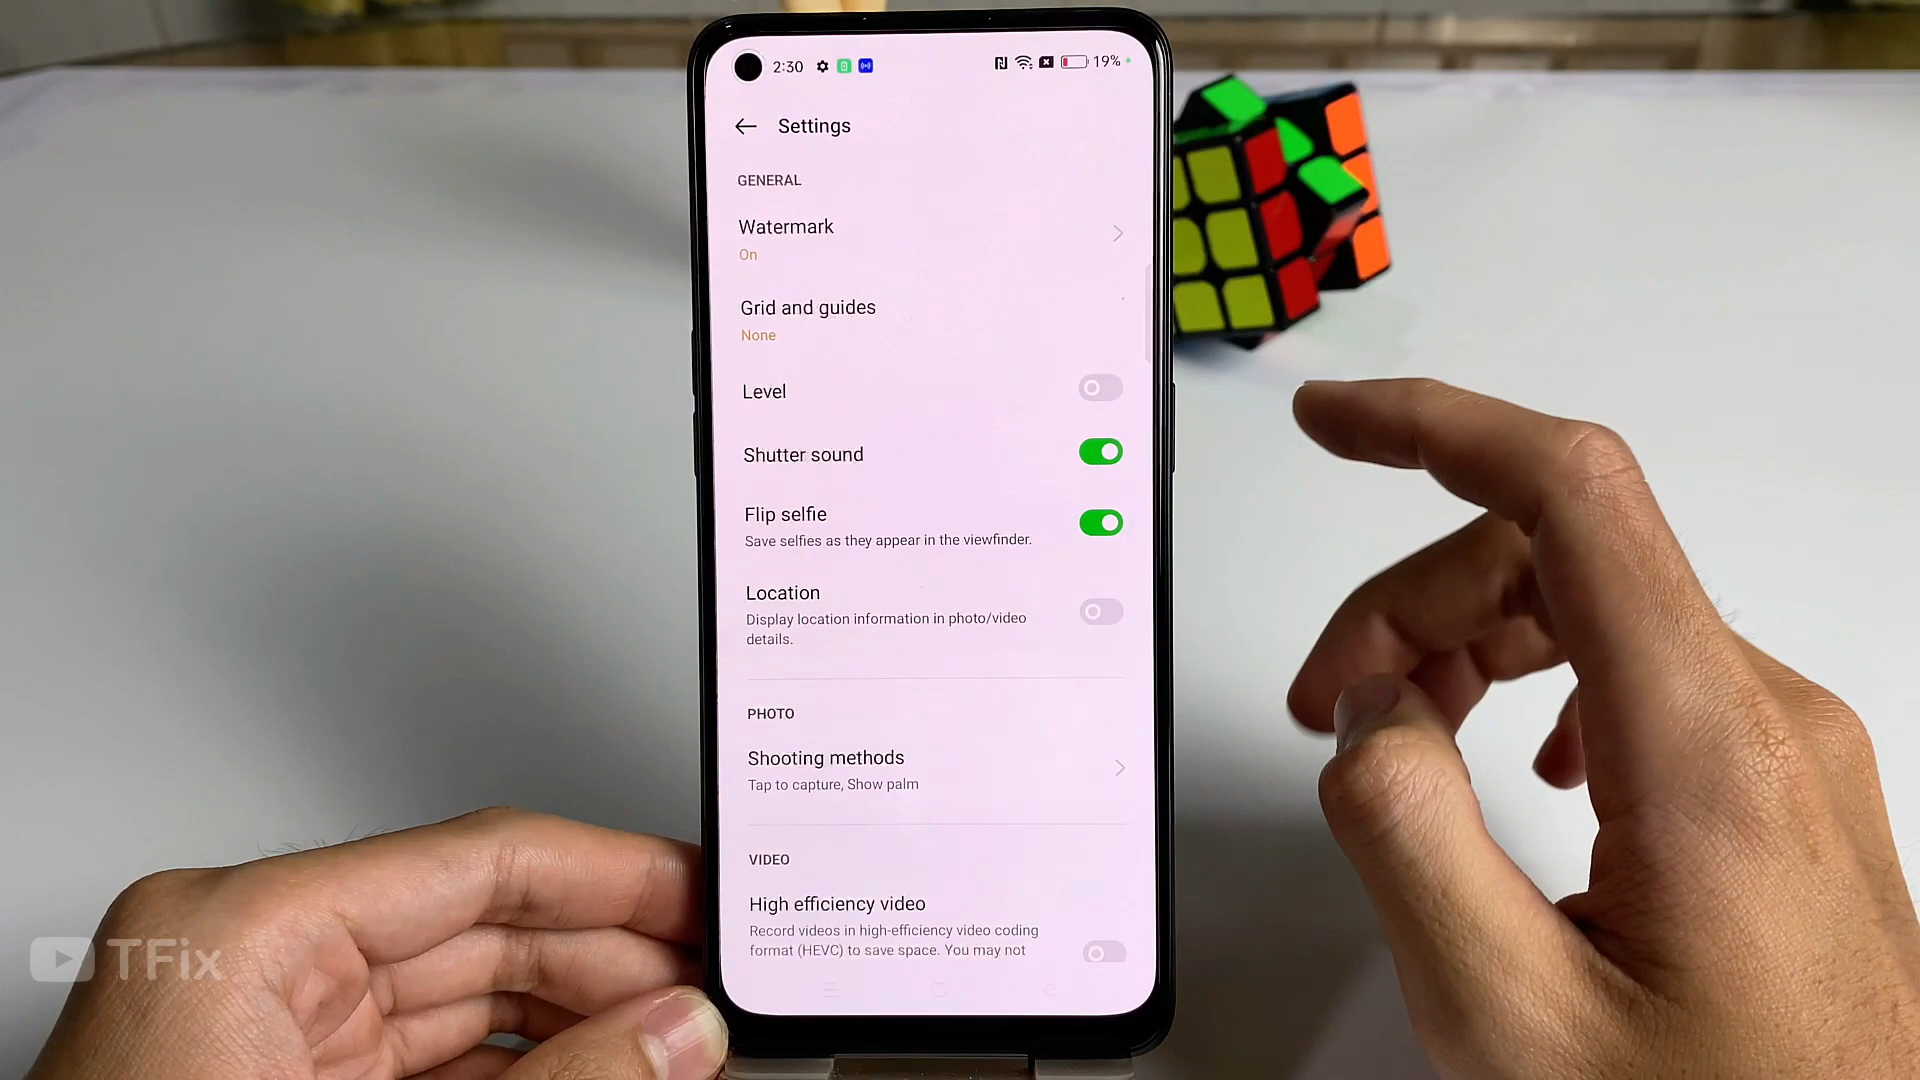 2:30
19%
Settings
GENERAL
Watermark
On
Grid and guides
None
Level
Shutter sound
Flip selfie
Save selfies as they appear in the viewfinder.
Location
Display location information in photo/video
details.
PHOTO
Shooting methods
Tap to capture, Show palm
VIDEO
High efficiency video
Record videos in high-efficiency video coding
format (HEVC) to save space. You may not
TFix